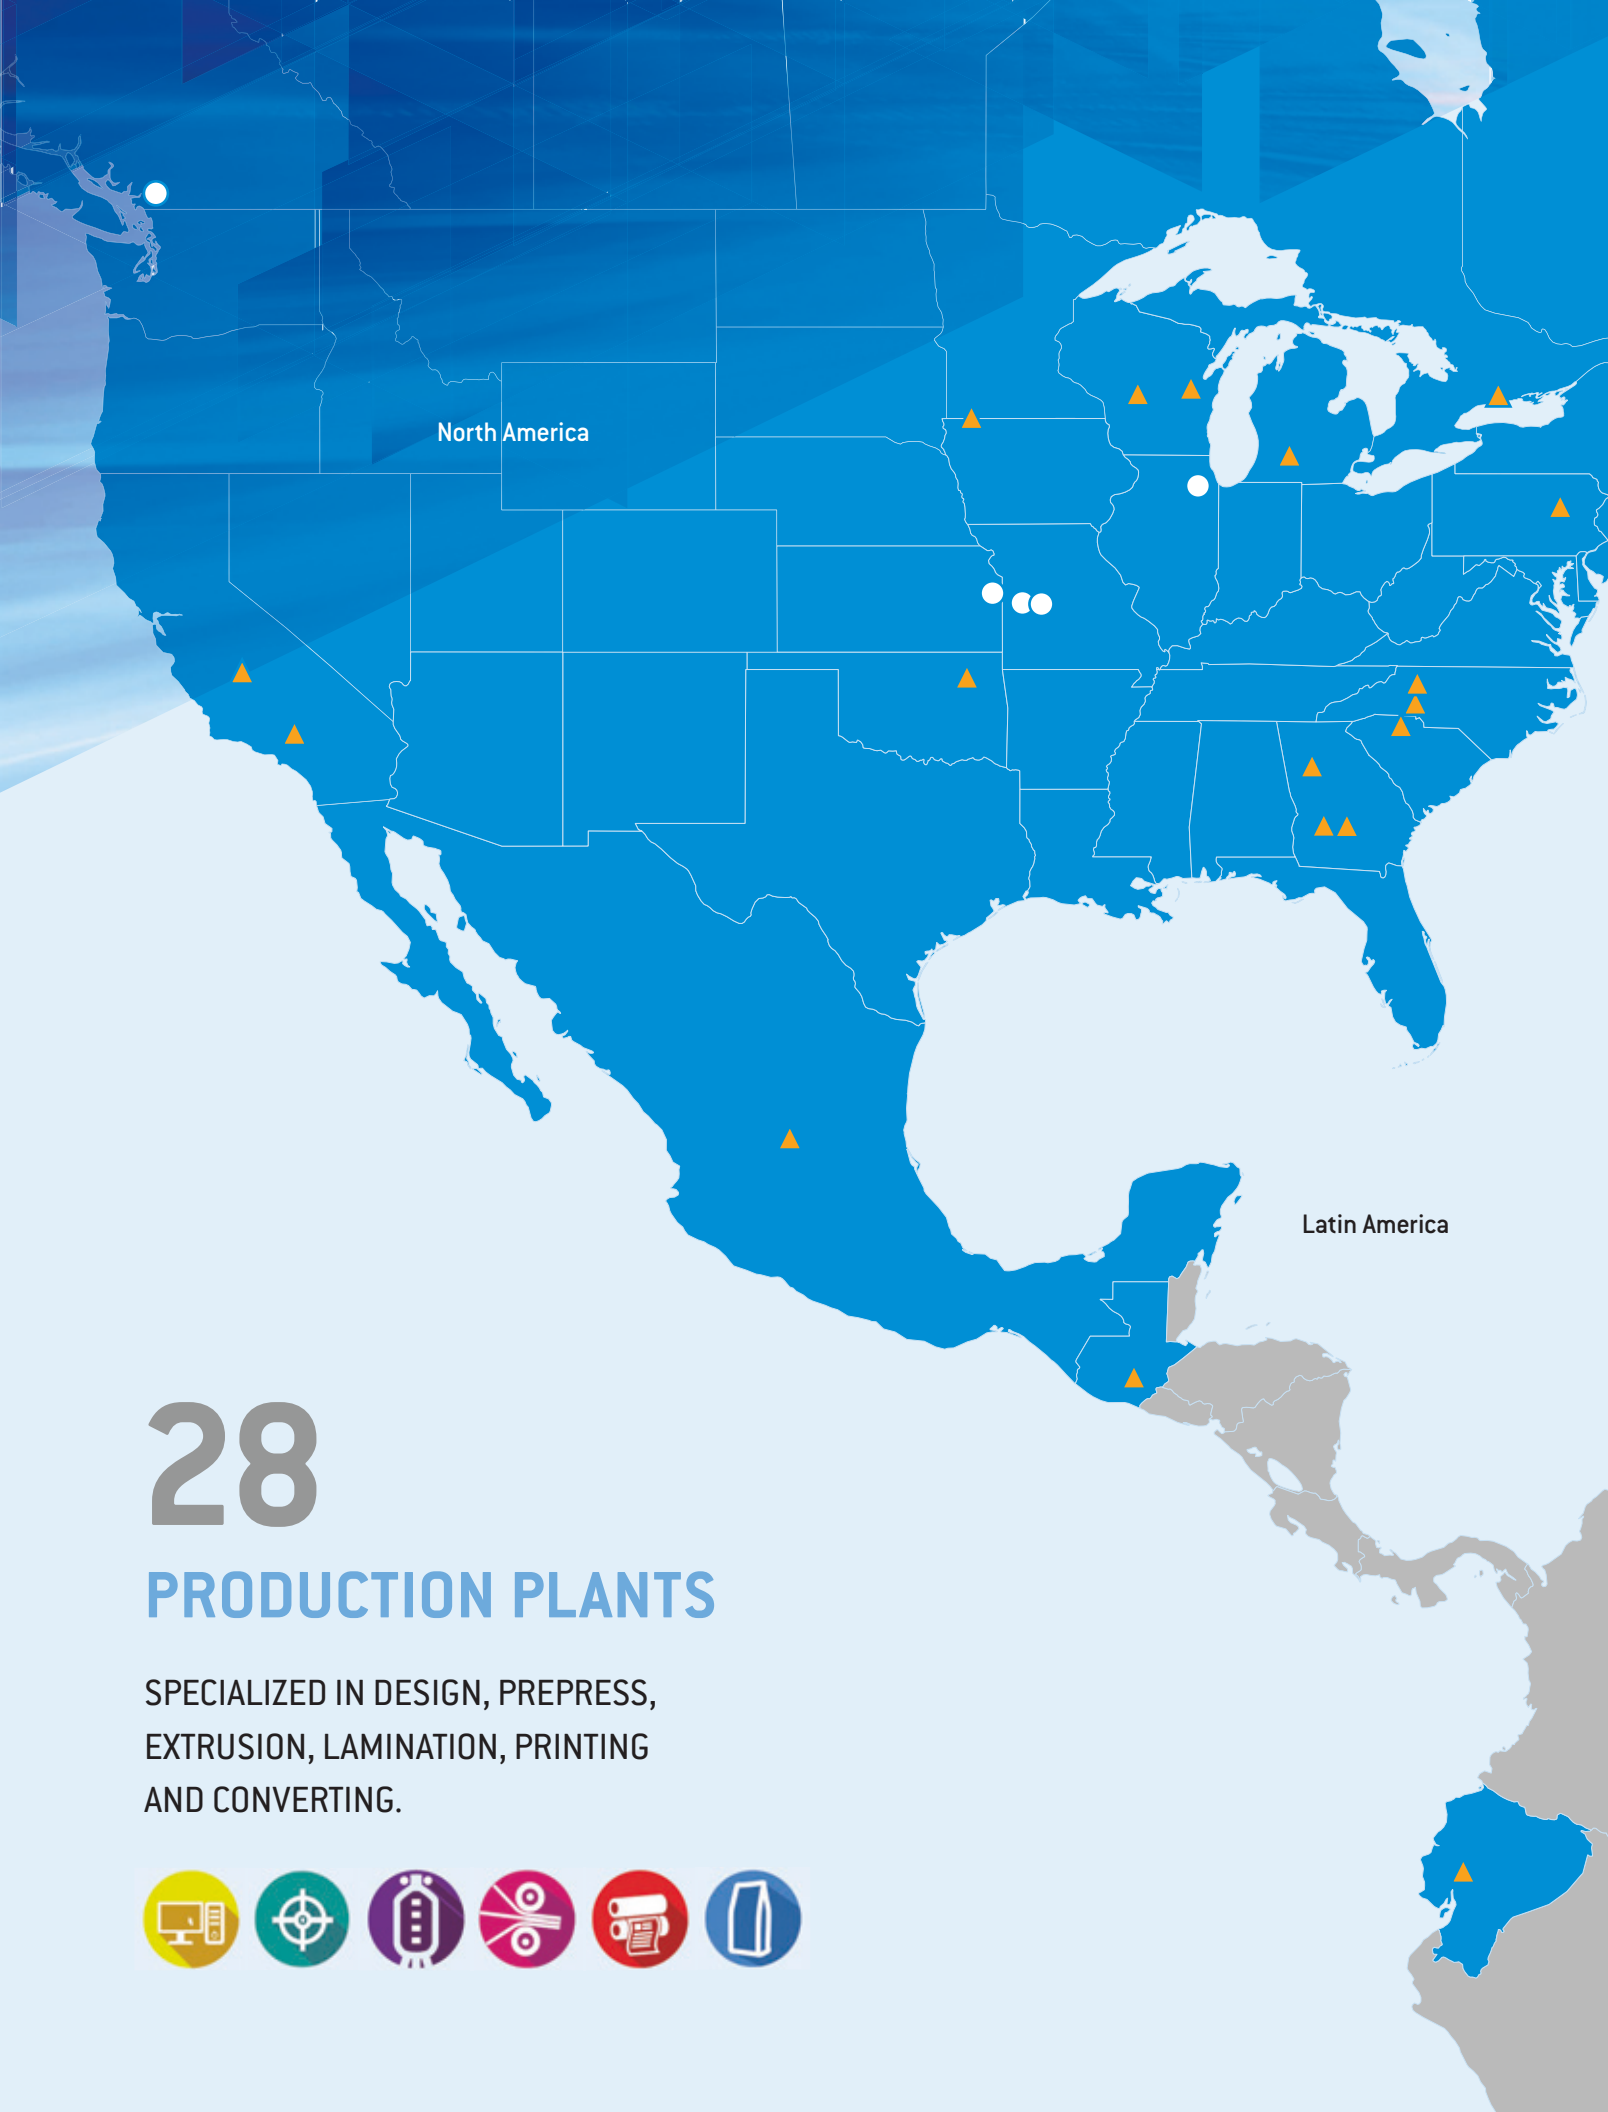 North America
Latin America
28
PRODUCTION PLANTS
SPECIALIZED IN DESIGN, PREPRESS,
EXTRUSION, LAMINATION, PRINTING
AND CONVERTING.